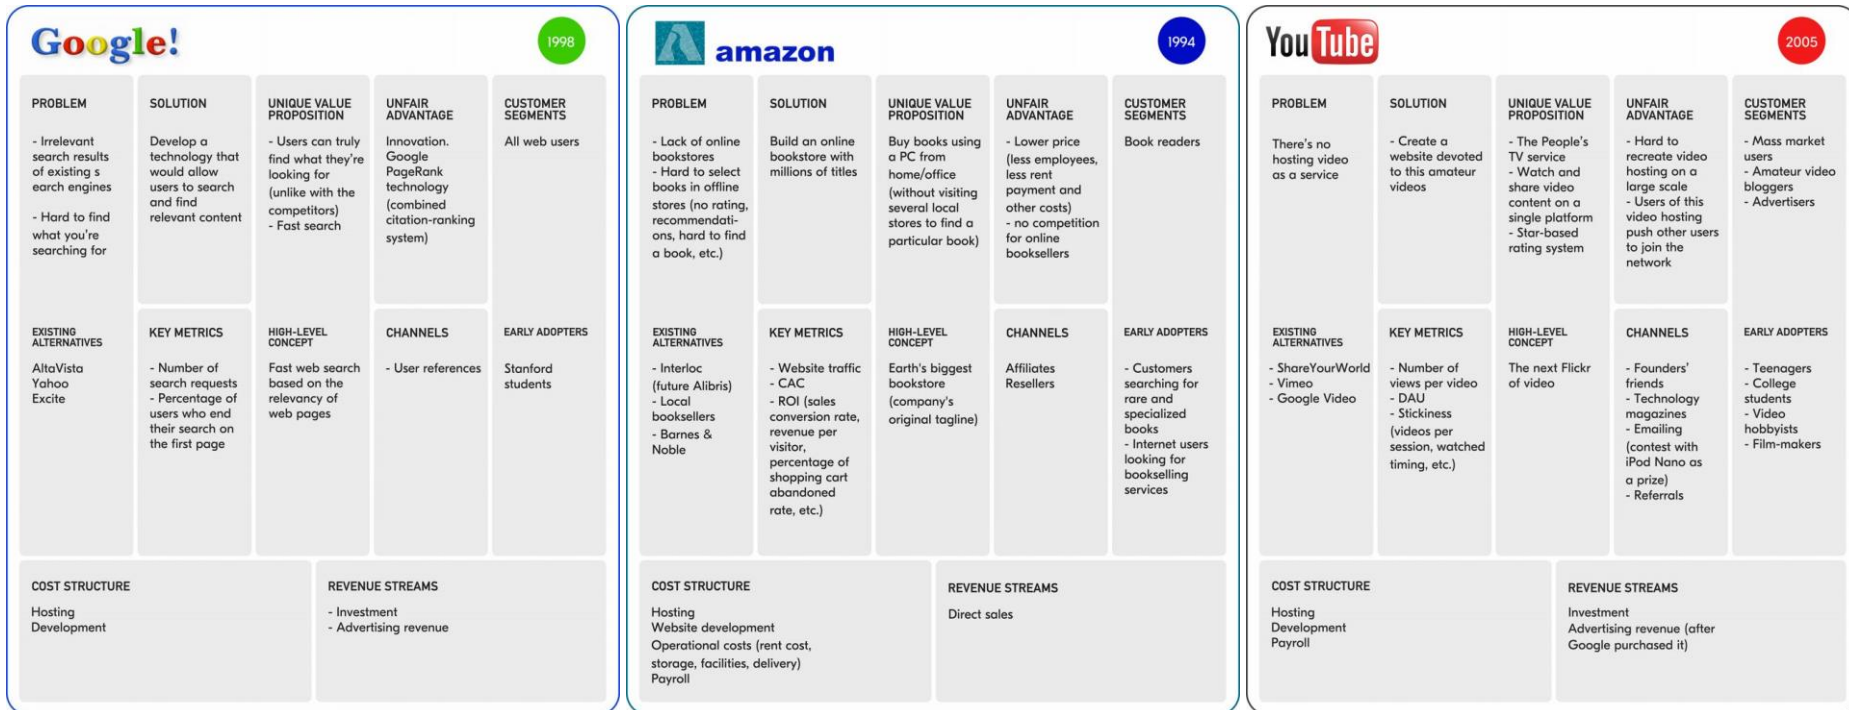 Google!
1998
PROBLEM
- Irrelevant
search results
of existing s
earch engines
- Hard to find
what you're
searching for
SOLUTION
Develop a
technology that
would allow
users to search
and find
relevant content
UNIQUE VALUE
PROPOSITION
- Users can truly
find what they're
looking for
(unlike with the
competitors)
- Fast search
UNFAIR
ADVANTAGE
Innovation.
Google
PageRank
technology
(combined
citation-ranking
system)
CUSTOMER
SEGMENTS
All web users
EXISTING
ALTERNATIVES
AltaVista
Yahoo
Excite
KEY METRICS
- Number of
search requests
- Percentage of
users who end
their search on
the first page
HIGH-LEVEL
CONCEPT
Fast web search
based on the
relevancy of
web pages
CHANNELS
- User references
EARLY ADOPTERS
Stanford
students
COST STRUCTURE
Hosting
Development
REVENUE STREAMS
- Investment
- Advertising revenue
amazon
1994
PROBLEM
- Lack of online
bookstores
- Hard to select
books in offline
stores (no rating,
recommendati-
ons, hard to find
a book, etc.)
SOLUTION
Build an online
bookstore with
millions of titles
UNIQUE VALUE
PROPOSITION
Buy books using
a PC from
home/office
(without visiting
several local
stores to find a
particular book)
UNFAIR
ADVANTAGE
- Lower price
(less employees,
less rent
payment and
other costs)
- no competition
for online
booksellers
CUSTOMER
SEGMENTS
Book readers
EXISTING
ALTERNATIVES
- Interloc
(future Alibris)
- Local
booksellers
- Barnes &
Noble
KEY METRICS
- Website traffic
- CAC
- ROI (sales
conversion rate,
revenue per
visitor,
percentage of
shopping cart
abandoned
rate, etc.)
HIGH-LEVEL
CONCEPT
Earth's biggest
bookstore
(company's
original tagline)
CHANNELS
Affiliates
Resellers
EARLY ADOPTERS
- Customers
searching for
rare and
specialized
books
- Internet users
looking for
bookselling
services
COST STRUCTURE
Hosting
Website development
Operational costs (rent cost,
storage, facilities, delivery)
Payroll
REVENUE STREAMS
Direct sales
YouTube
2005
PROBLEM
There's no
hosting video
as a service
SOLUTION
- Create a
website devoted
to this amateur
videos
UNIQUE VALUE
PROPOSITION
- The People's
TV service
- Watch and
share video
content on a
single platform
- Star-based
rating system
UNFAIR
ADVANTAGE
- Hard to
recreate video
hosting on a
large scale
- Users of this
video hosting
push other users
to join the
network
CUSTOMER
SEGMENTS
- Mass market
users
- Amateur video
bloggers
- Advertisers
EXISTING
ALTERNATIVES
- ShareYourWorld
- Vimeo
- Google Video
KEY METRICS
- Number of
views per video
- DAU
- Stickiness
(videos per
session, watched
timing, etc.)
HIGH-LEVEL
CONCEPT
The next Flickr
of video
CHANNELS
- Founders'
friends
- Technology
magazines
- Emailing
(contest with
iPod Nano as
a prize)
- Referrals
EARLY ADOPTERS
- Teenagers
- College
students
- Video
hobbyists
- Film-makers
COST STRUCTURE
Hosting
Development
Payroll
REVENUE STREAMS
Investment
Advertising revenue (after
Google purchased it)